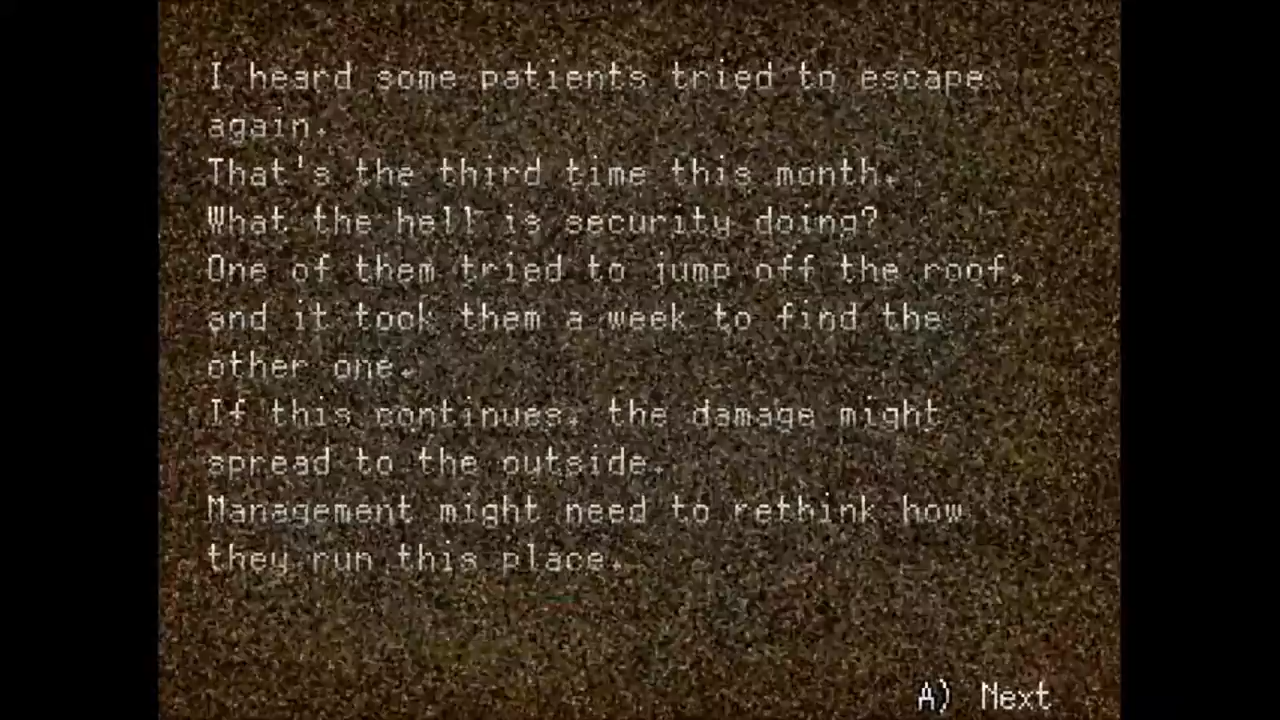 I heard some patients tried to escape
again.
That's the third time this month.
What the hell is security doing?
One of them tried to jump off the roof,
and it took them a week to find the
other one.
If this continues, the damage might
spread to the outside.
Management might need to rethink how
they run this place.
A) Next